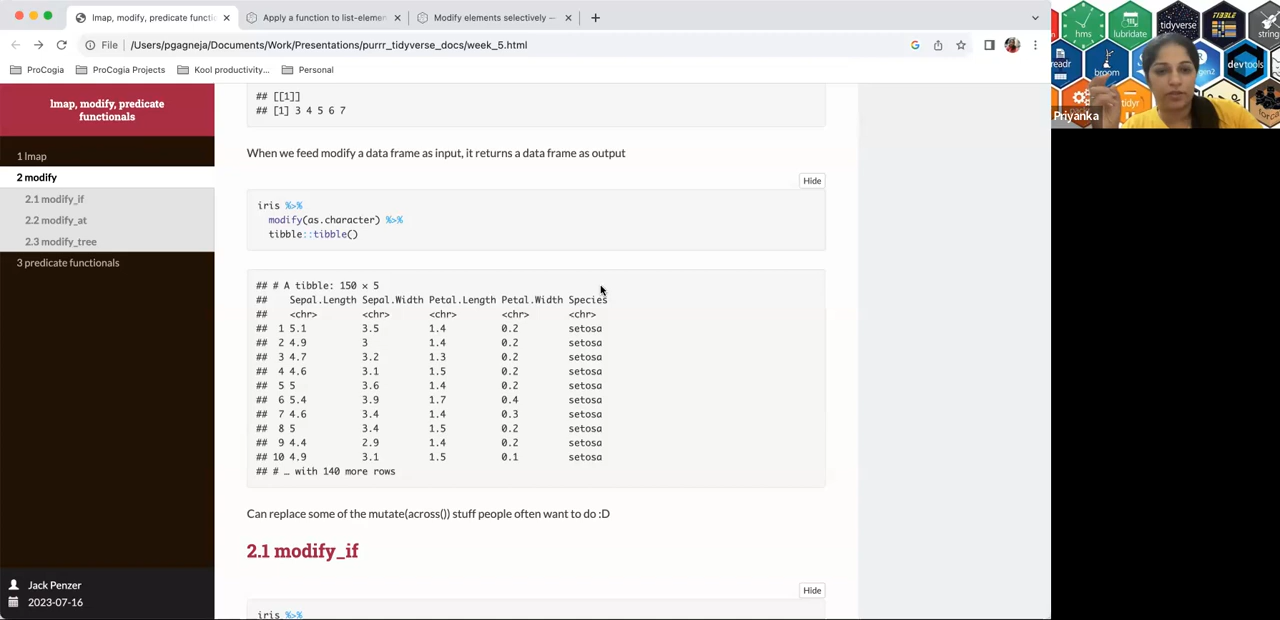 lmap, modify, predicate functi
Apply a function to list-elemen
Modify elements selectively —
File
/Users/pgagneja/Documents/Work/Presentations/purrr_tidyverse_docs/week_5.html
ProCogia
ProCogia Projects
Kool productivity...
Personal
lmap, modify, predicate
functionals
1 lmap
2 modify
2.1 modify_if
2.2 modify_at
2.3 modify_tree
3 predicate functionals
Jack Penzer
2023-07-16
## [[1]]
## [1] 3 4 5 6 7
When we feed modify a data frame as input, it returns a data frame as output
Hide
iris %>%
modify(as.character) %>%
tibble::tibble()
## # A tibble: 150 × 5
## Sepal.Length Sepal.Width Petal.Length Petal.Width Species
## <chr> <chr> <chr> <chr> <chr>
## 1 5.1 3.5 1.4 0.2 setosa
## 2 4.9 3 1.4 0.2 setosa
## 3 4.7 3.2 1.3 0.2 setosa
## 4 4.6 3.1 1.5 0.2 setosa
## 5 5 3.6 1.4 0.2 setosa
## 6 5.4 3.9 1.7 0.4 setosa
## 7 4.6 3.4 1.4 0.3 setosa
## 8 5 3.4 1.5 0.2 setosa
## 9 4.4 2.9 1.4 0.2 setosa
## 10 4.9 3.1 1.5 0.1 setosa
## # … with 140 more rows
Can replace some of the mutate(across()) stuff people often want to do :D
2.1 modify_if
Hide
iris %>%
hms
lubridate
tidyverse
TIBBLE
string
readr
broom
devtools
tidyr
Priyanka